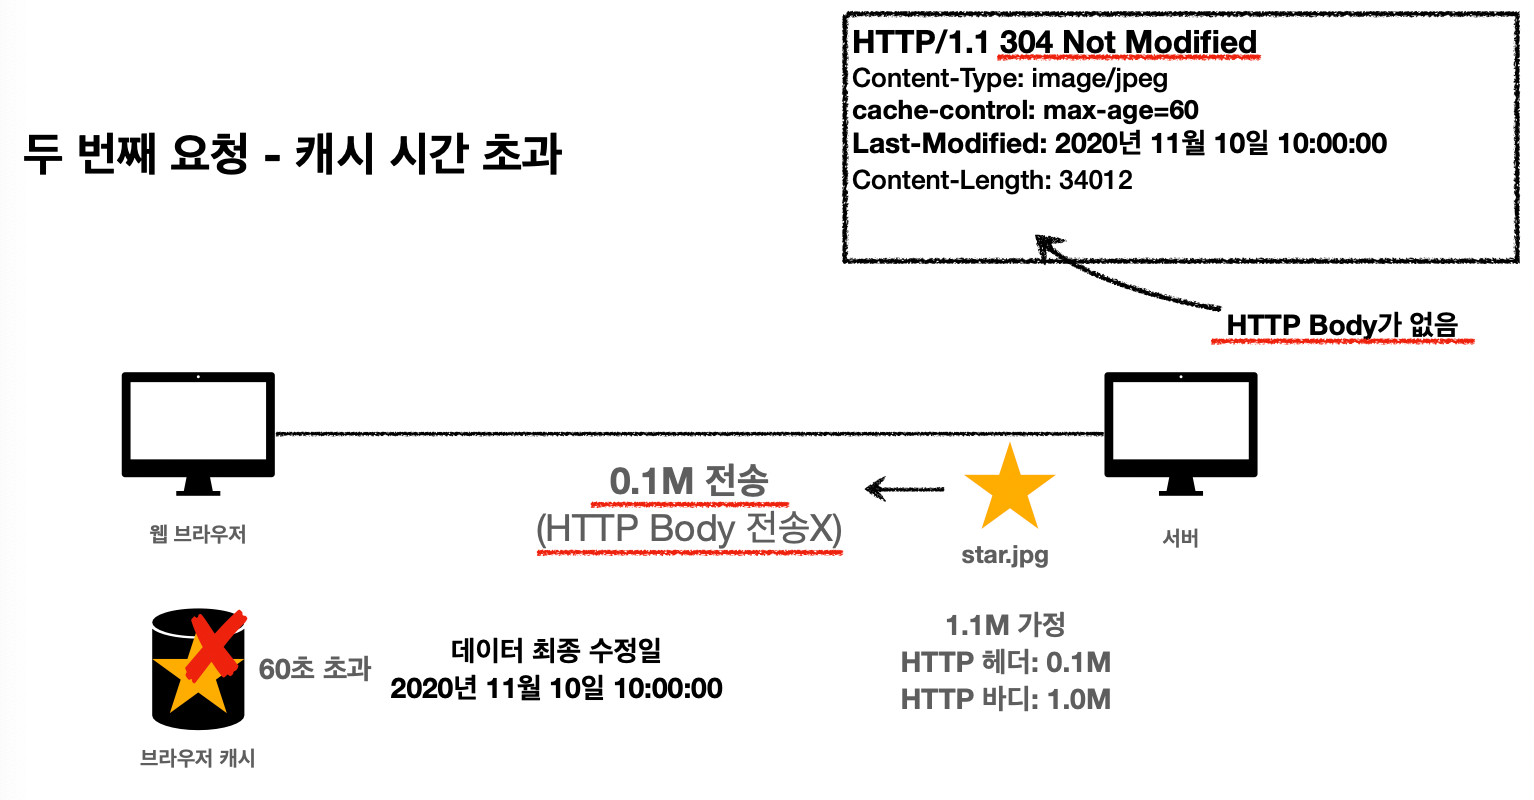 HTTP/1.1 304 Not Modified
Content-Type: image/jpeg
cache-control: max-age=60
Last-Modified: 2020년 11월 10일 10:00:00
Content-Length: 34012
두 번째 요청 - 캐시 시간 초과
HTTP Body가 없음
0.1M 전송
(HTTP Body 전송X)
star.jpg
웹 브라우저
서버
1.1M 가정
HTTP 헤더: 0.1M
HTTP 바디: 1.0M
60초 초과
데이터 최종 수정일
2020년 11월 10일 10:00:00
브라우저 캐시